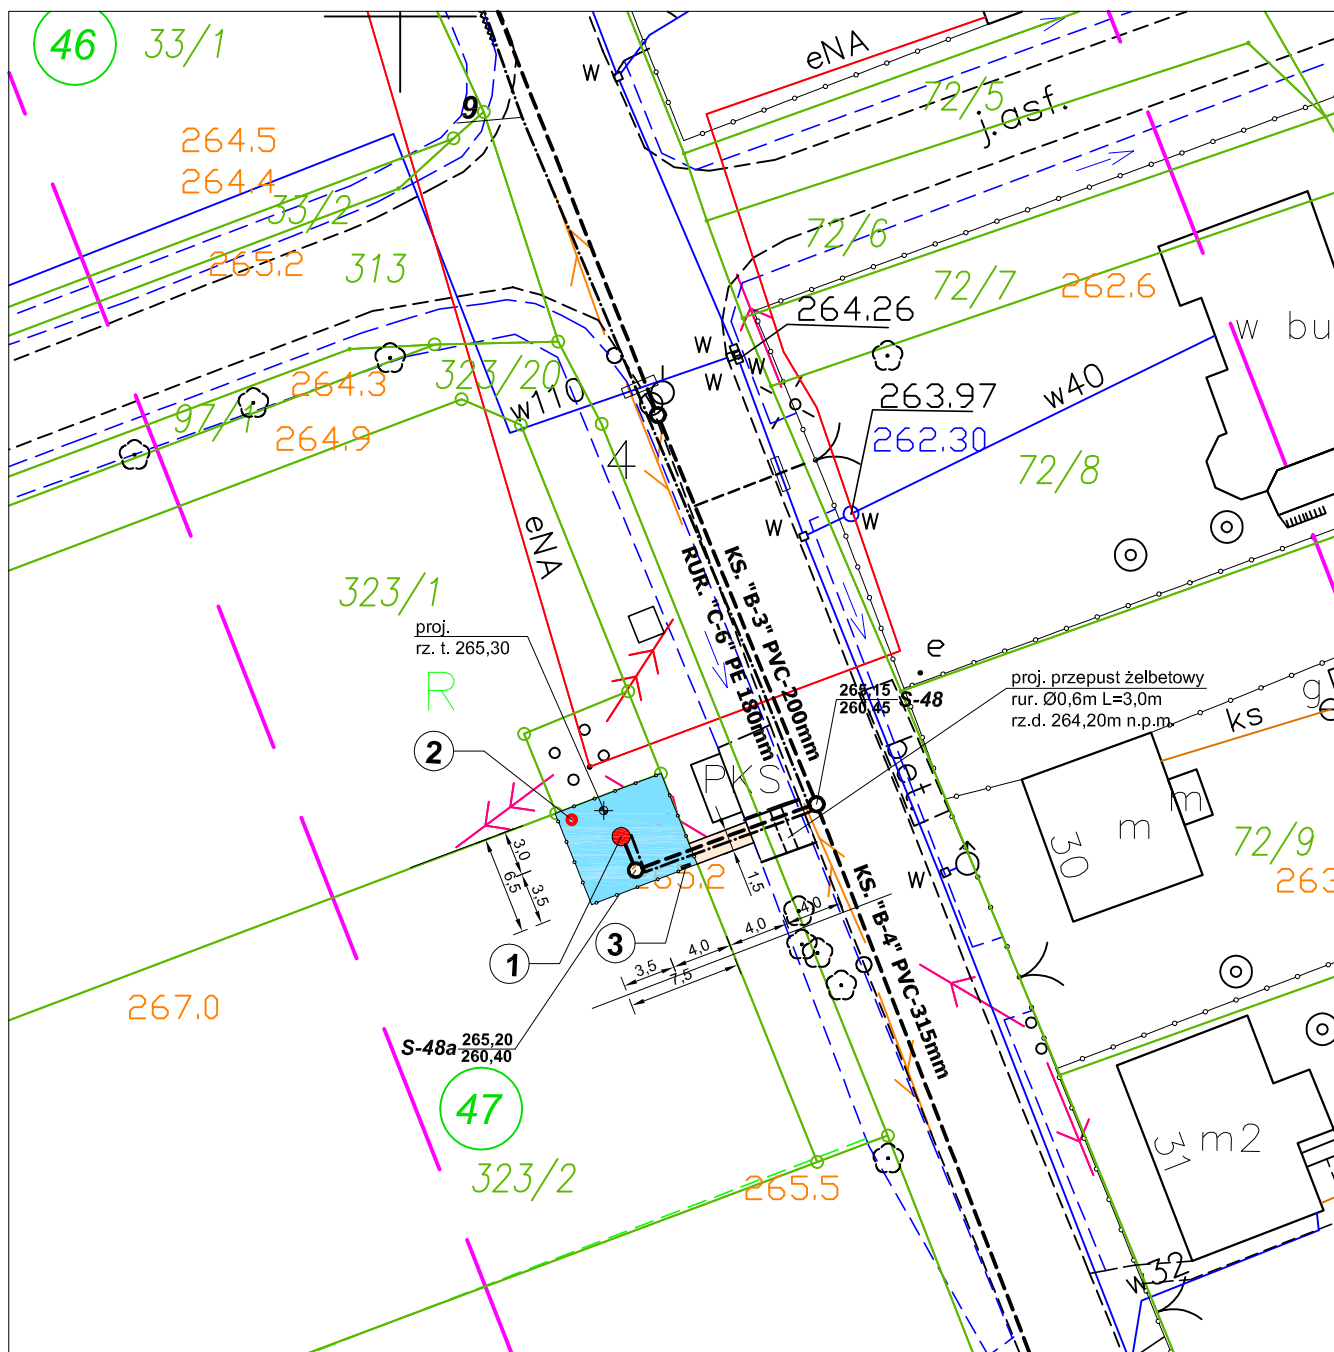 46
33/1
eNA
w
72/5
j.asf.
9
264.5
264.4
33/2
265.2
313
72/6
72/7
262.6
264.26
w bu
w
w
w
264.3
323/20
w110
97/1
264.9
263.97
262.30
w40
4
72/8
w
w
eNA
323/1
KS. "B-3" PVC-200mm
RUR. "C-6" PE 180mm
proj.
rz. t. 265,30
e
R
265,15
260,45
S-48
proj. przepust żelbetowy
rur. Ø0,6m L=3,0m
rz.d. 264,20m n.p.m.
g
ks
2
PKS
bet.
m
m
30
72/9
263
w
3.0
6.5
3,5
265.2
1,5
KS. "B-4" PVC-315mm
1
3
3,5
4,0
4,0
4,0
7,5
267.0
S-48a
265,20
260,40
47
323/2
265.5
31
m2
w32